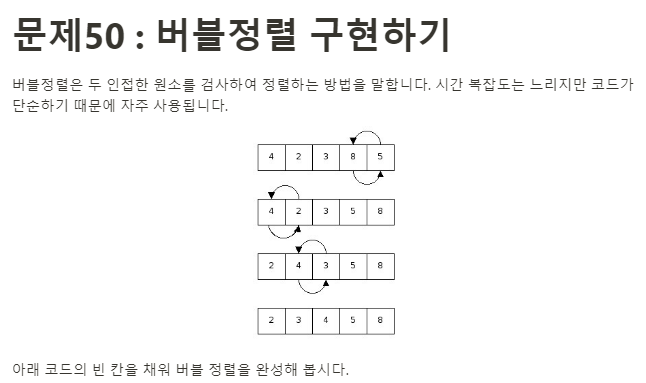 문제50 : 버블정렬 구현하기
버블정렬은 두 인접한 원소를 검사하여 정렬하는 방법을 말합니다. 시간 복잡도는 느리지만 코드가
단순하기 때문에 자주 사용됩니다.
4 2 3 8 5
4 2 3 5 8
2 4 3 5 8
2 3 4 5 8
아래 코드의 빈 칸을 채워 버블 정렬을 완성해 봅시다.